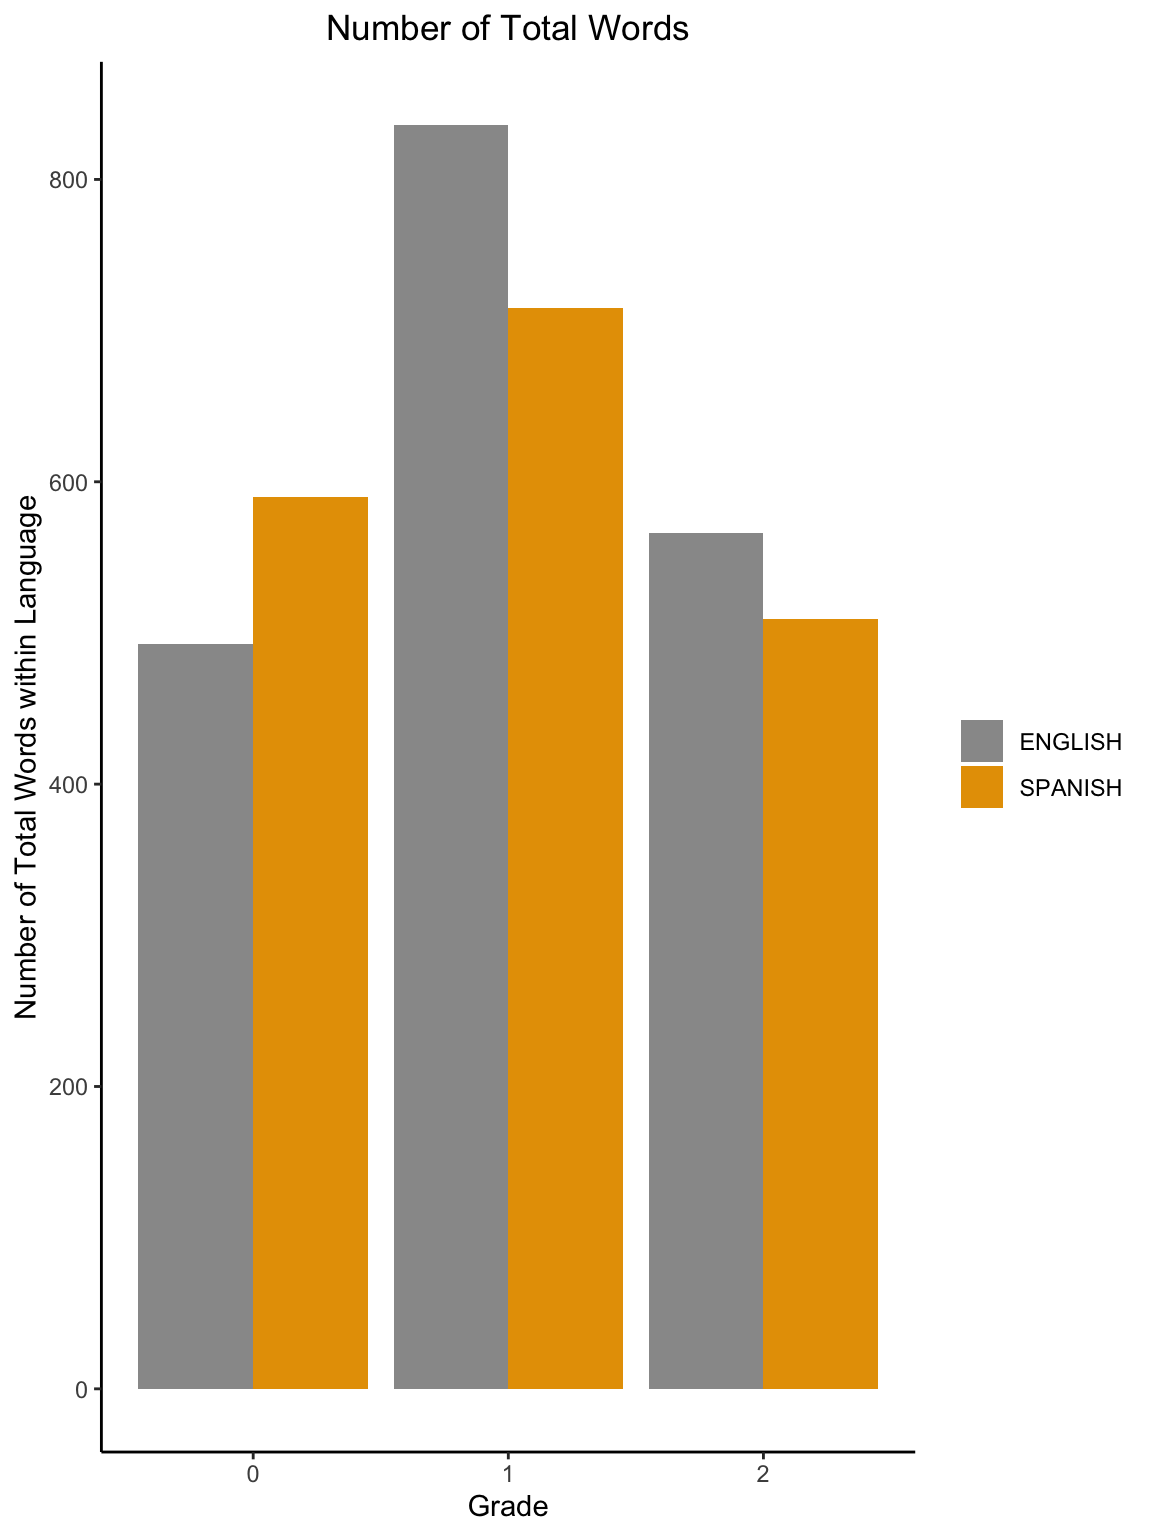 Number of Total Words
Number of Total Words within Language
800
600
400
200
0
0 1 2
Grade
ENGLISH
SPANISH